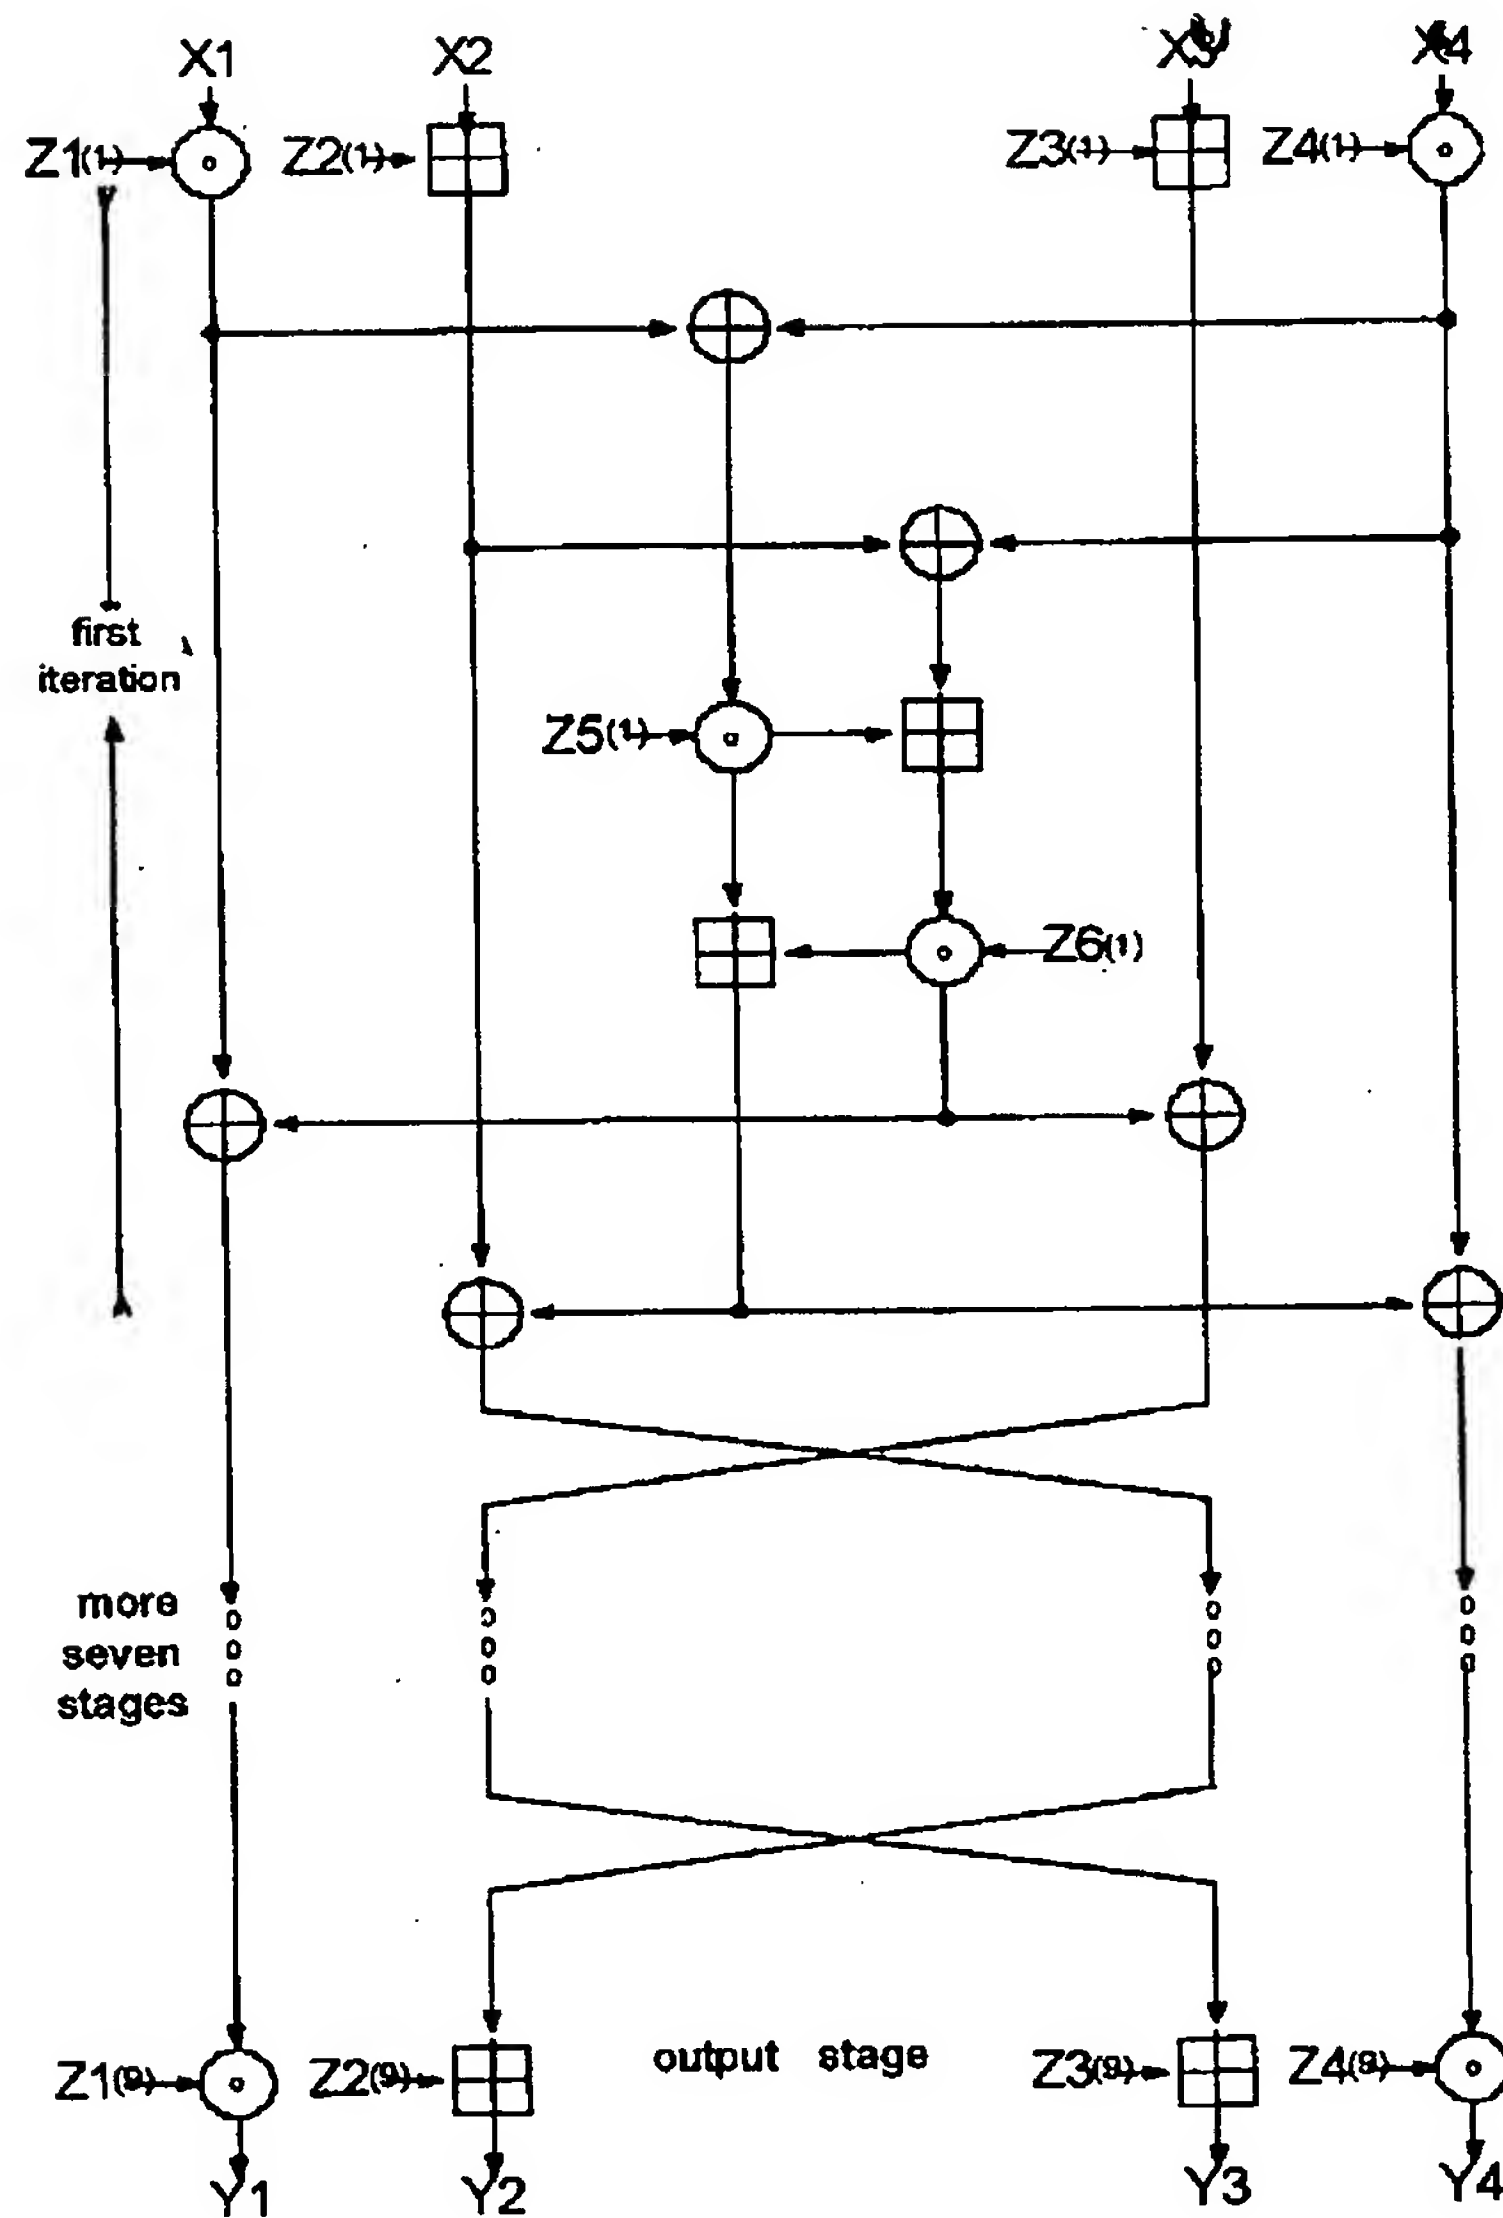 X1 X2 X3 X4
Z1(1) Z2(1) Z3(1) Z4(1)
first
iteration
Z5(1)
Z6(1)
more
seven
stages
output stage
Z1(9) Z2(9) Z3(9) Z4(9)
Y1 Y2 Y3 Y4